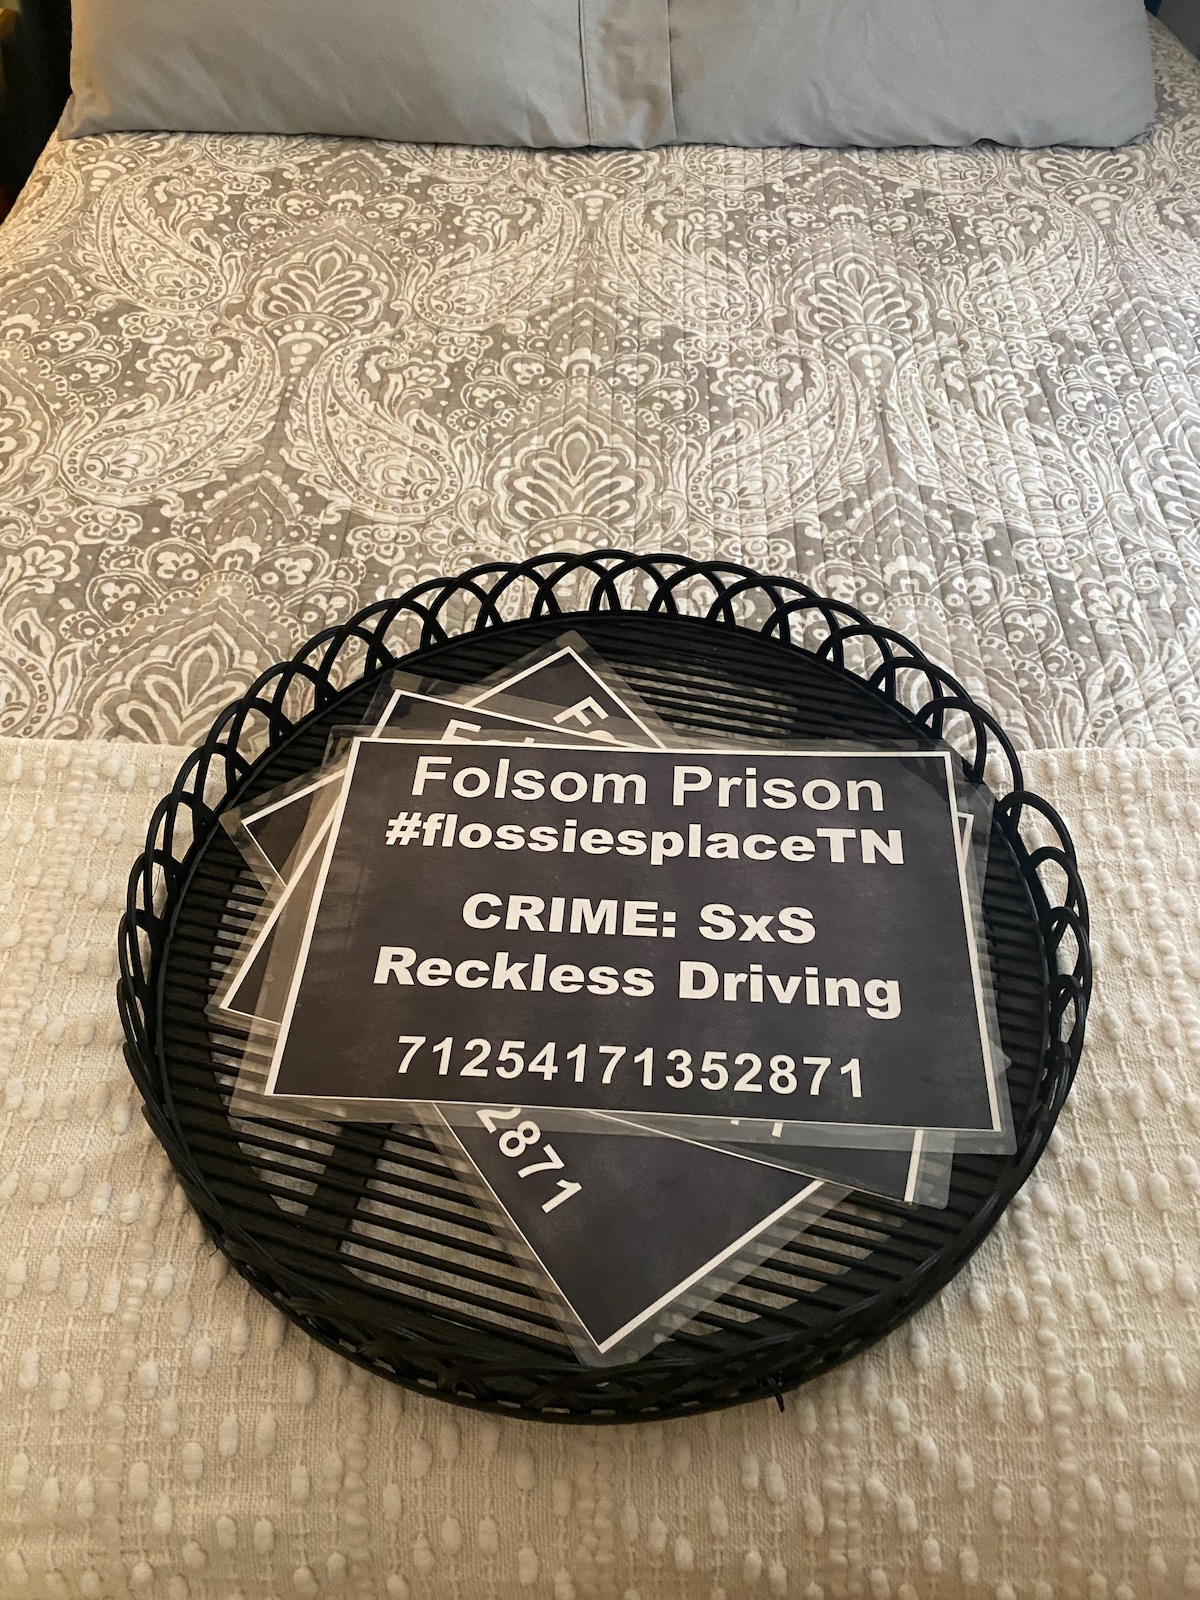 Folsom Prison
#flossiesplaceTN
CRIME: SxS
Reckless Driving
71254171352871
2871